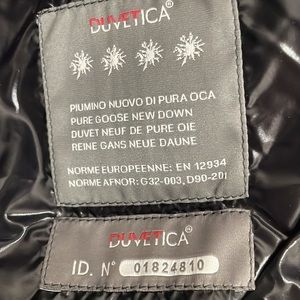 DUVETICA
PIUMINO NUOVO DI PURA OCA
PURE GOOSE NEW DOWN
DUVET NEUF DE PURE OIE
REINE GANS NEUE DAUNE
NORME EUROPEENNE: EN 12934
NORME AFNOR: G32-003, D90-201
DUVETICA™
ID. N° 01824810